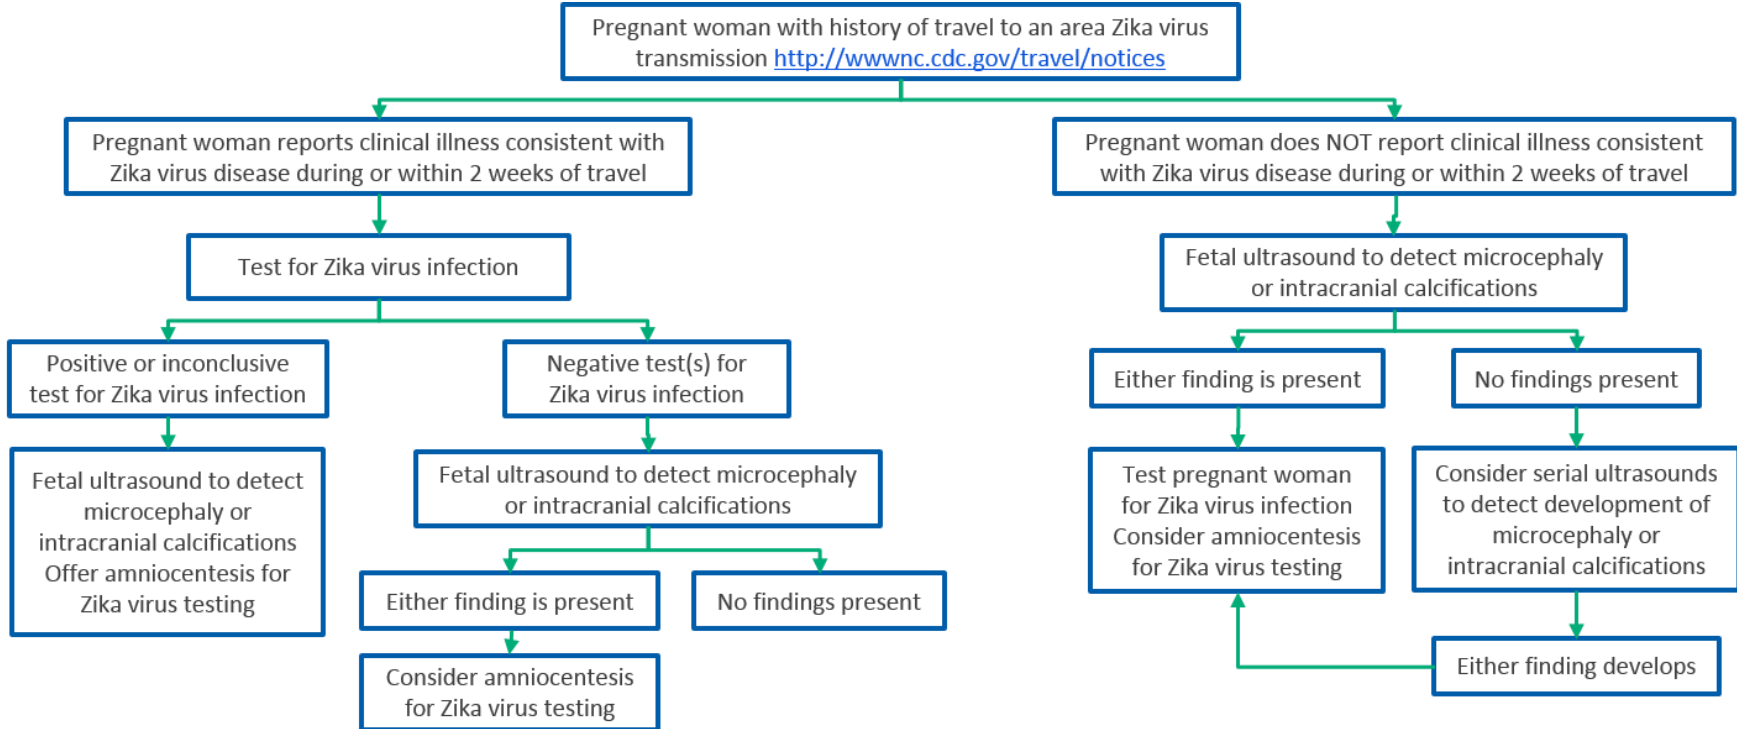 Pregnant woman with history of travel to an area Zika virus
transmission http://wwwnc.cdc.gov/travel/notices
Pregnant woman reports clinical illness consistent with
Zika virus disease during or within 2 weeks of travel
Test for Zika virus infection
Positive or inconclusive
test for Zika virus infection
Fetal ultrasound to detect
microcephaly or
intracranial calcifications
Offer amniocentesis for
Zika virus testing
Negative test(s) for
Zika virus infection
Fetal ultrasound to detect microcephaly
or intracranial calcifications
Either finding is present
Consider amniocentesis
for Zika virus testing
No findings present
Pregnant woman does NOT report clinical illness consistent
with Zika virus disease during or within 2 weeks of travel
Fetal ultrasound to detect microcephaly
or intracranial calcifications
Either finding is present
Test pregnant woman
for Zika virus infection
Consider amniocentesis
for Zika virus testing
No findings present
Consider serial ultrasounds
to detect development of
microcephaly or
intracranial calcifications
Either finding develops